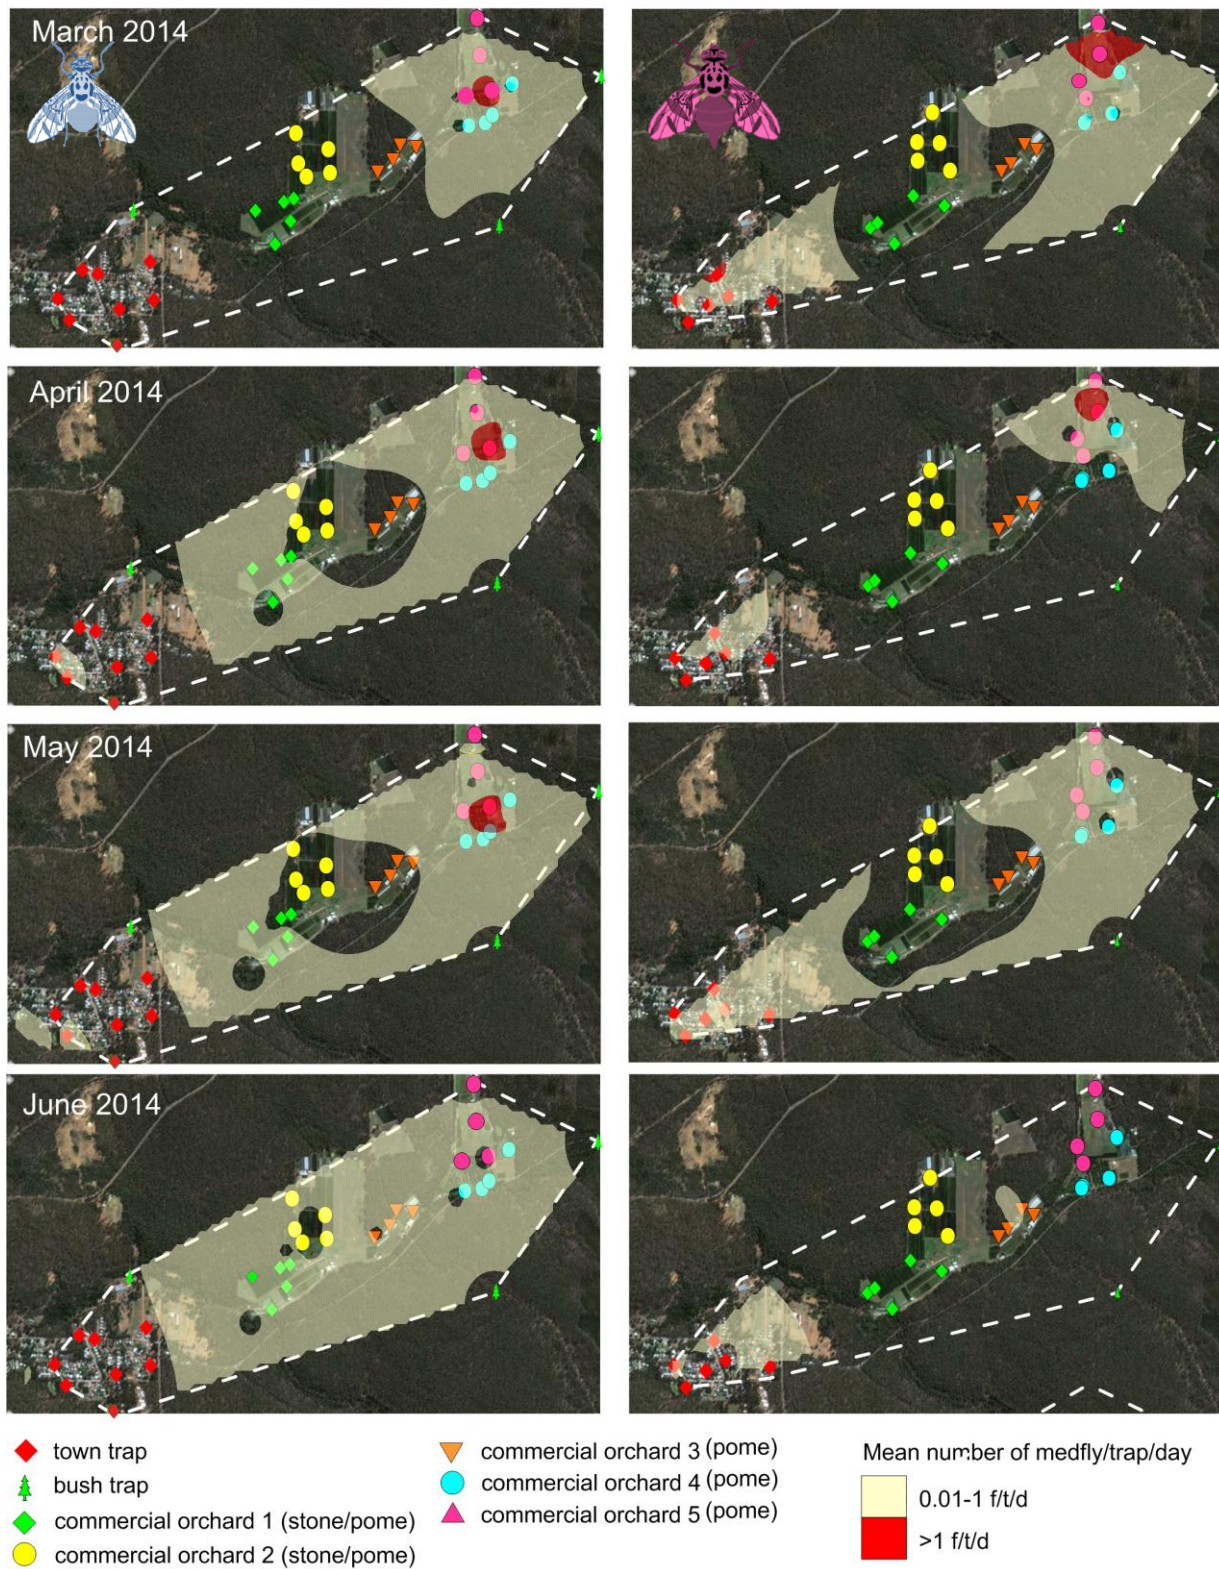 March 2014
April 2014
May 2014
June 2014
town trap
bush trap
commercial orchard 1 (stone/pome)
commercial orchard 2 (stone/pome)
commercial orchard 3 (pome)
commercial orchard 4 (pome)
commercial orchard 5 (pome)
Mean number of medfly/trap/day
0.01-1 f/t/d
>1 f/t/d